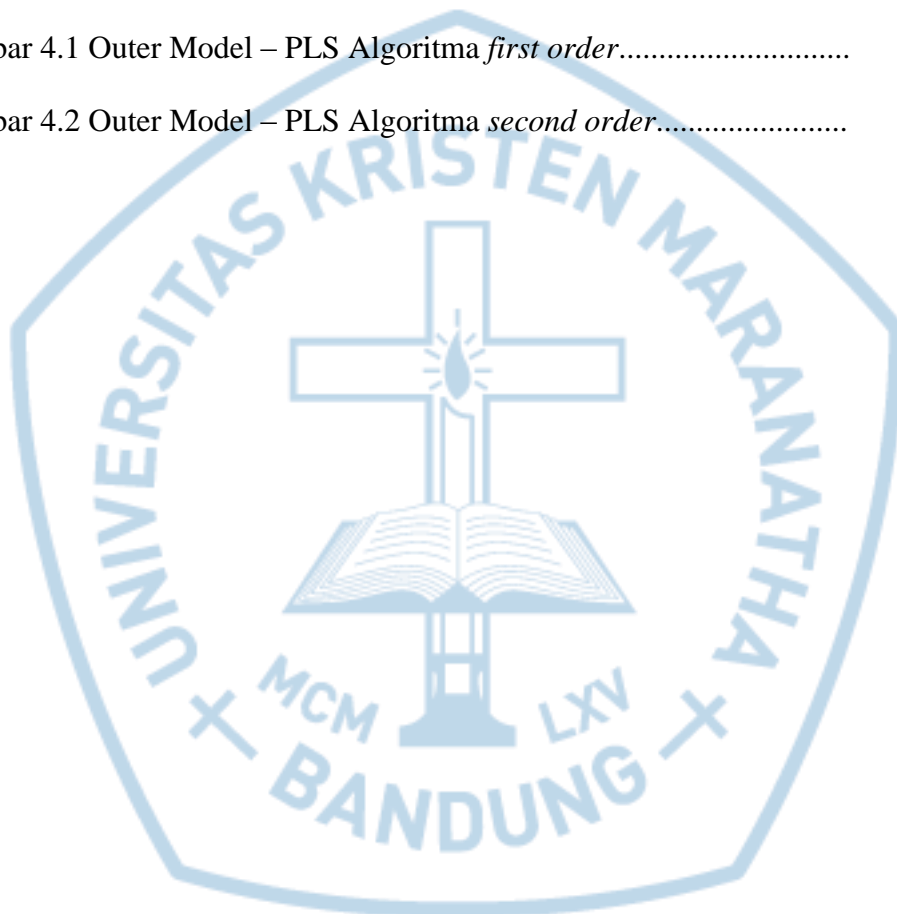 bar 4.1 Outer Model – PLS Algoritma first order.............................
bar 4.2 Outer Model – PLS Algoritma second order........................
UNIVERSITAS KRISTEN MARANATHA
MCM LXV
BANDUNG